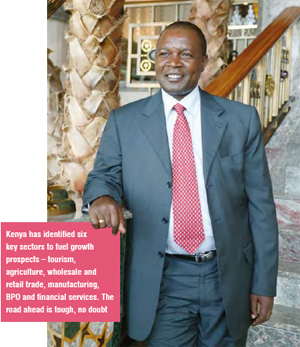 Kenya has identified six
key sectors to fuel growth
prospects – tourism,
agriculture, wholesale and
retail trade, manufacturing,
BPO and financial services. The
road ahead is tough, no doubt